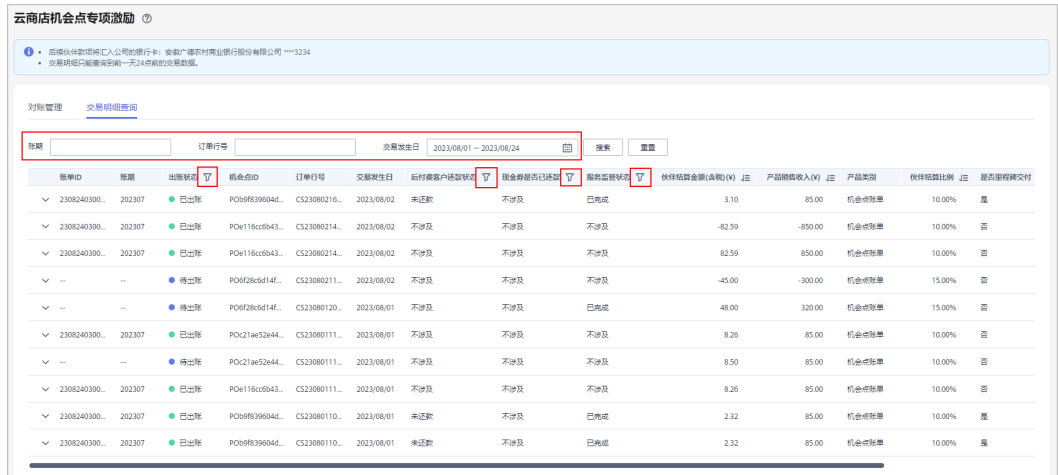 云商店机会点专项激励
后续伙伴款项将汇入公司的银行卡：安徽广德农村商业银行股份有限公司 ****3234
交易明细只能查询到前一天24点前的交易数据。
对账管理 交易明细查询
账期 订单行号 交易发生日 2023/08/01 – 2023/08/24 搜索 重置
账单ID 账期 出账状态 机会点ID 订单行号 交易发生日 后付费客户还款状态 现金券是否已还款 服务监管状态 伙伴结算金额(含税)(¥) 产品销售收入(¥) 产品类别 伙伴结算比例 是否里程碑交付
2308240300... 202307 已出账 POb9f839604d... CS23080216... 2023/08/02 未还款 不涉及 已完成 3.10 85.00 机会点账单 10.00% 是
2308240300... 202307 已出账 POe116cc6b43... CS23080214... 2023/08/02 不涉及 不涉及 不涉及 -82.59 -850.00 机会点账单 10.00% 否
2308240300... 202307 已出账 POe116cc6b43... CS23080214... 2023/08/02 不涉及 不涉及 不涉及 82.59 850.00 机会点账单 10.00% 否
-- -- 待出账 PO6f28c6d14f... CS23080211... 2023/08/02 不涉及 不涉及 不涉及 -45.00 -300.00 机会点账单 15.00% 否
-- -- 待出账 PO6f28c6d14f... CS23080120... 2023/08/01 不涉及 不涉及 已完成 48.00 320.00 机会点账单 15.00% 否
2308240300... 202307 已出账 POc21ae52e44... CS23080111... 2023/08/01 不涉及 不涉及 不涉及 8.26 85.00 机会点账单 10.00% 否
-- -- 待出账 POc21ae52e44... CS23080111... 2023/08/01 不涉及 不涉及 不涉及 8.50 85.00 机会点账单 10.00% 否
2308240300... 202307 已出账 POe116cc6b43... CS23080111... 2023/08/01 不涉及 不涉及 不涉及 8.26 85.00 机会点账单 10.00% 否
2308240300... 202307 已出账 POb9f839604d... CS23080110... 2023/08/01 未还款 不涉及 已完成 2.32 85.00 机会点账单 10.00% 是
2308240300... 202307 已出账 POb9f839604d... CS23080110... 2023/08/01 未还款 不涉及 已完成 2.32 85.00 机会点账单 10.00% 是